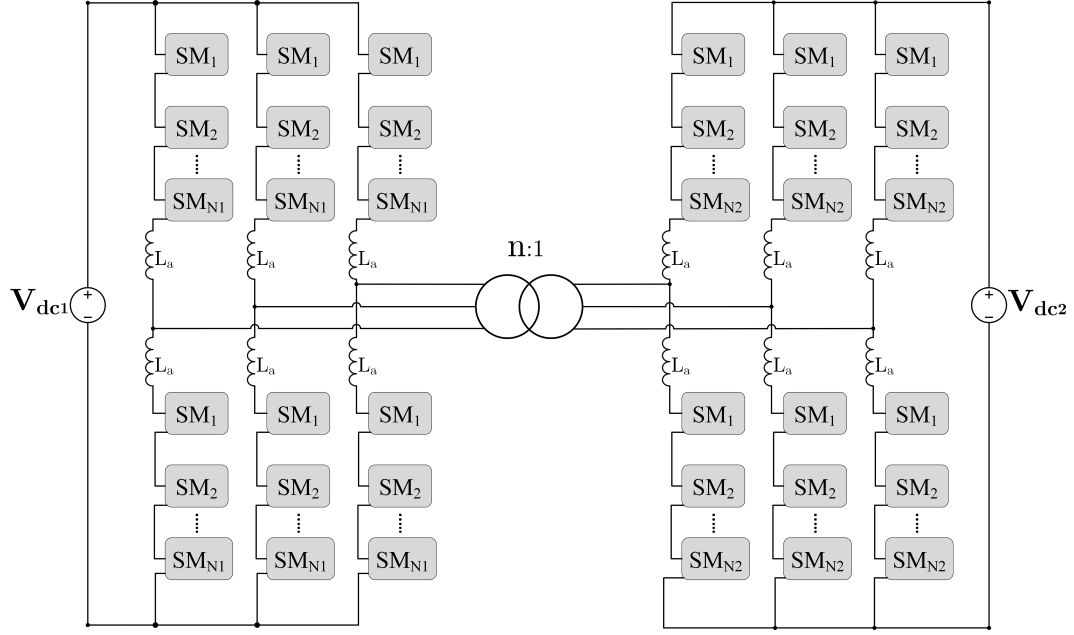 SM1 SM1 SM1 SM1 SM1 SM1
SM2 SM2 SM2 SM2 SM2 SM2
SMN1 SMN1 SMN1 SMN2 SMN2 SMN2
n:1
La La La La La La
Vdc1 + + Vdc2
− −
La La La La La La
SM1 SM1 SM1 SM1 SM1 SM1
SM2 SM2 SM2 SM2 SM2 SM2
SMN1 SMN1 SMN1 SMN2 SMN2 SMN2